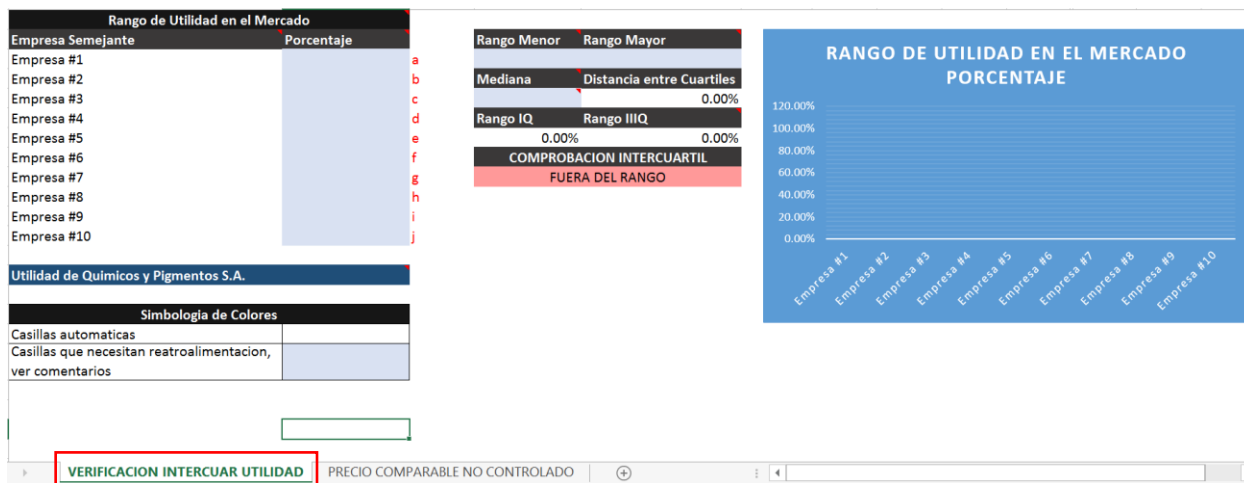 Rango de Utilidad en el Mercado
Empresa Semejante Porcentaje
Empresa #1 a
Empresa #2 b
Empresa #3 c
Empresa #4 d
Empresa #5 e
Empresa #6 f
Empresa #7 g
Empresa #8 h
Empresa #9 i
Empresa #10 j
Utilidad de Quimicos y Pigmentos S.A.
Simbologia de Colores
Casillas automaticas
Casillas que necesitan reatroalimentacion,
ver comentarios
Rango Menor Rango Mayor
Mediana Distancia entre Cuartiles
0.00%
Rango IQ Rango IIIQ
0.00% 0.00%
COMPROBACION INTERCUARTIL
FUERA DEL RANGO
RANGO DE UTILIDAD EN EL MERCADO
PORCENTAJE
120.00%
100.00%
80.00%
60.00%
40.00%
20.00%
0.00%
Empresa #1 Empresa #2 Empresa #3 Empresa #4 Empresa #5 Empresa #6 Empresa #7 Empresa #8 Empresa #9 Empresa #10
VERIFICACION INTERCUAR UTILIDAD PRECIO COMPARABLE NO CONTROLADO